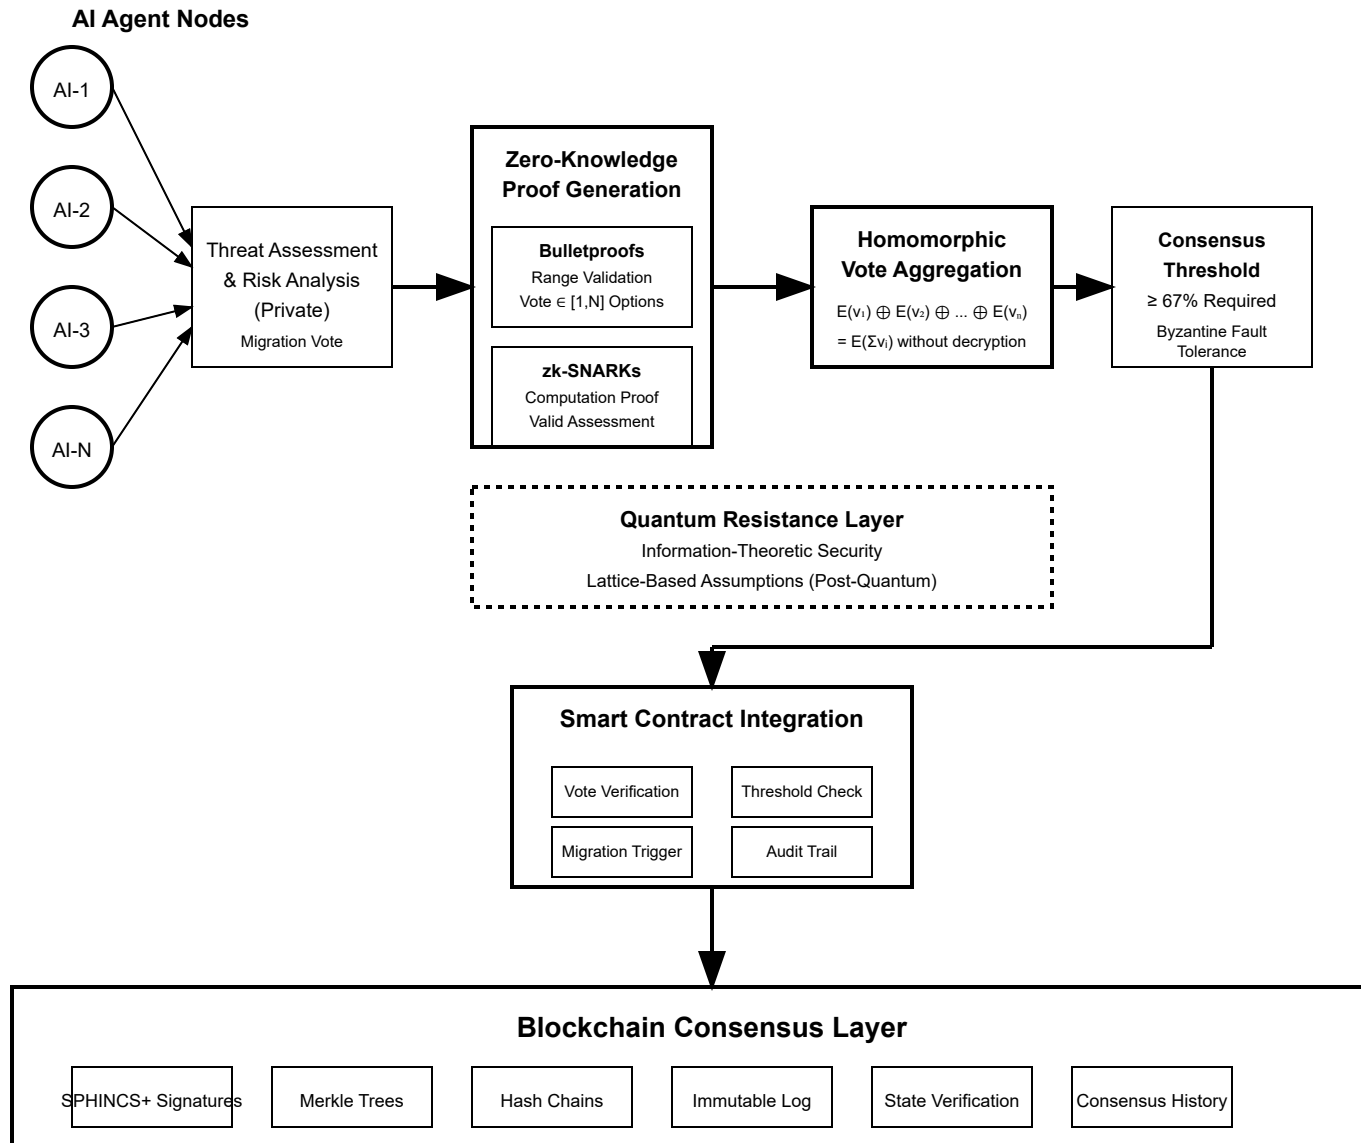 AI Agent Nodes
AI-1
AI-2
AI-3
AI-N
Threat Assessment
& Risk Analysis
(Private)
Migration Vote
Zero-Knowledge
Proof Generation
Bulletproofs
Range Validation
Vote ∈ [1,N] Options
zk-SNARKs
Computation Proof
Valid Assessment
Homomorphic
Vote Aggregation
E(v₁) ⊕ E(v₂) ⊕ ... ⊕ E(vₙ)
= E(Σvᵢ) without decryption
Consensus
Threshold
≥ 67% Required
Byzantine Fault
Tolerance
Quantum Resistance Layer
Information-Theoretic Security
Lattice-Based Assumptions (Post-Quantum)
Smart Contract Integration
Vote Verification
Threshold Check
Migration Trigger
Audit Trail
Blockchain Consensus Layer
SPHINCS+ Signatures
Merkle Trees
Hash Chains
Immutable Log
State Verification
Consensus History